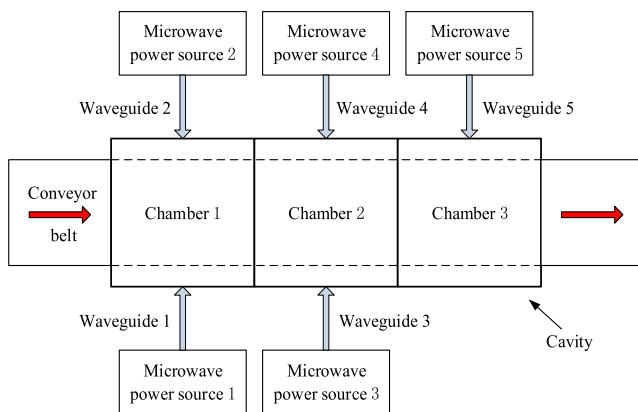 Microwave
power source 2
Microwave
power source 4
Microwave
power source 5
Waveguide 2
Waveguide 4
Waveguide 5
Conveyor
belt
Chamber 1
Chamber 2
Chamber 3
Waveguide 1
Waveguide 3
Cavity
Microwave
power source 1
Microwave
power source 3